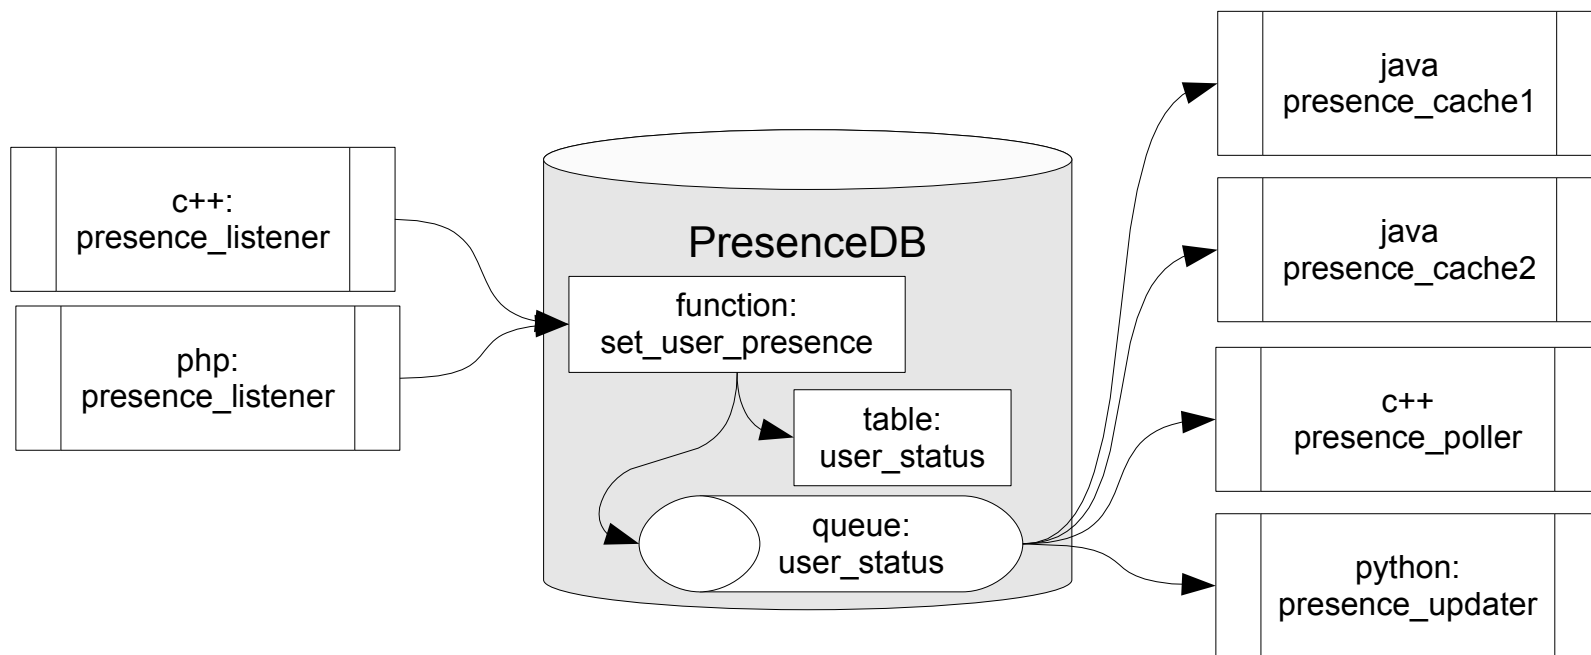 c++:
presence_listener
php:
presence_listener
PresenceDB
function:
set_user_presence
table:
user_status
queue:
user_status
java
presence_cache1
java
presence_cache2
c++
presence_poller
python:
presence_updater